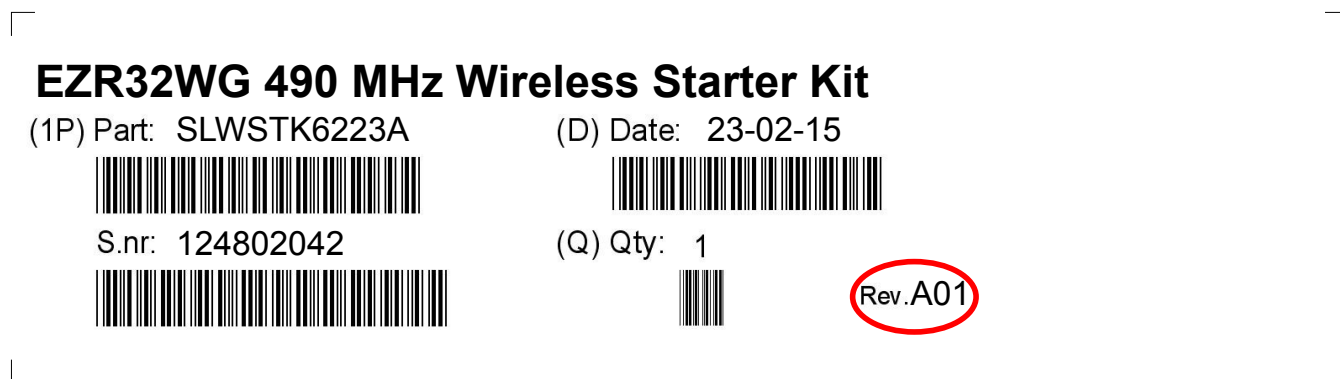 EZR32WG 490 MHz Wireless Starter Kit
(1P) Part: SLWSTK6223A (D) Date: 23-02-15
S.nr: 124802042 (Q) Qty: 1
Rev.A01